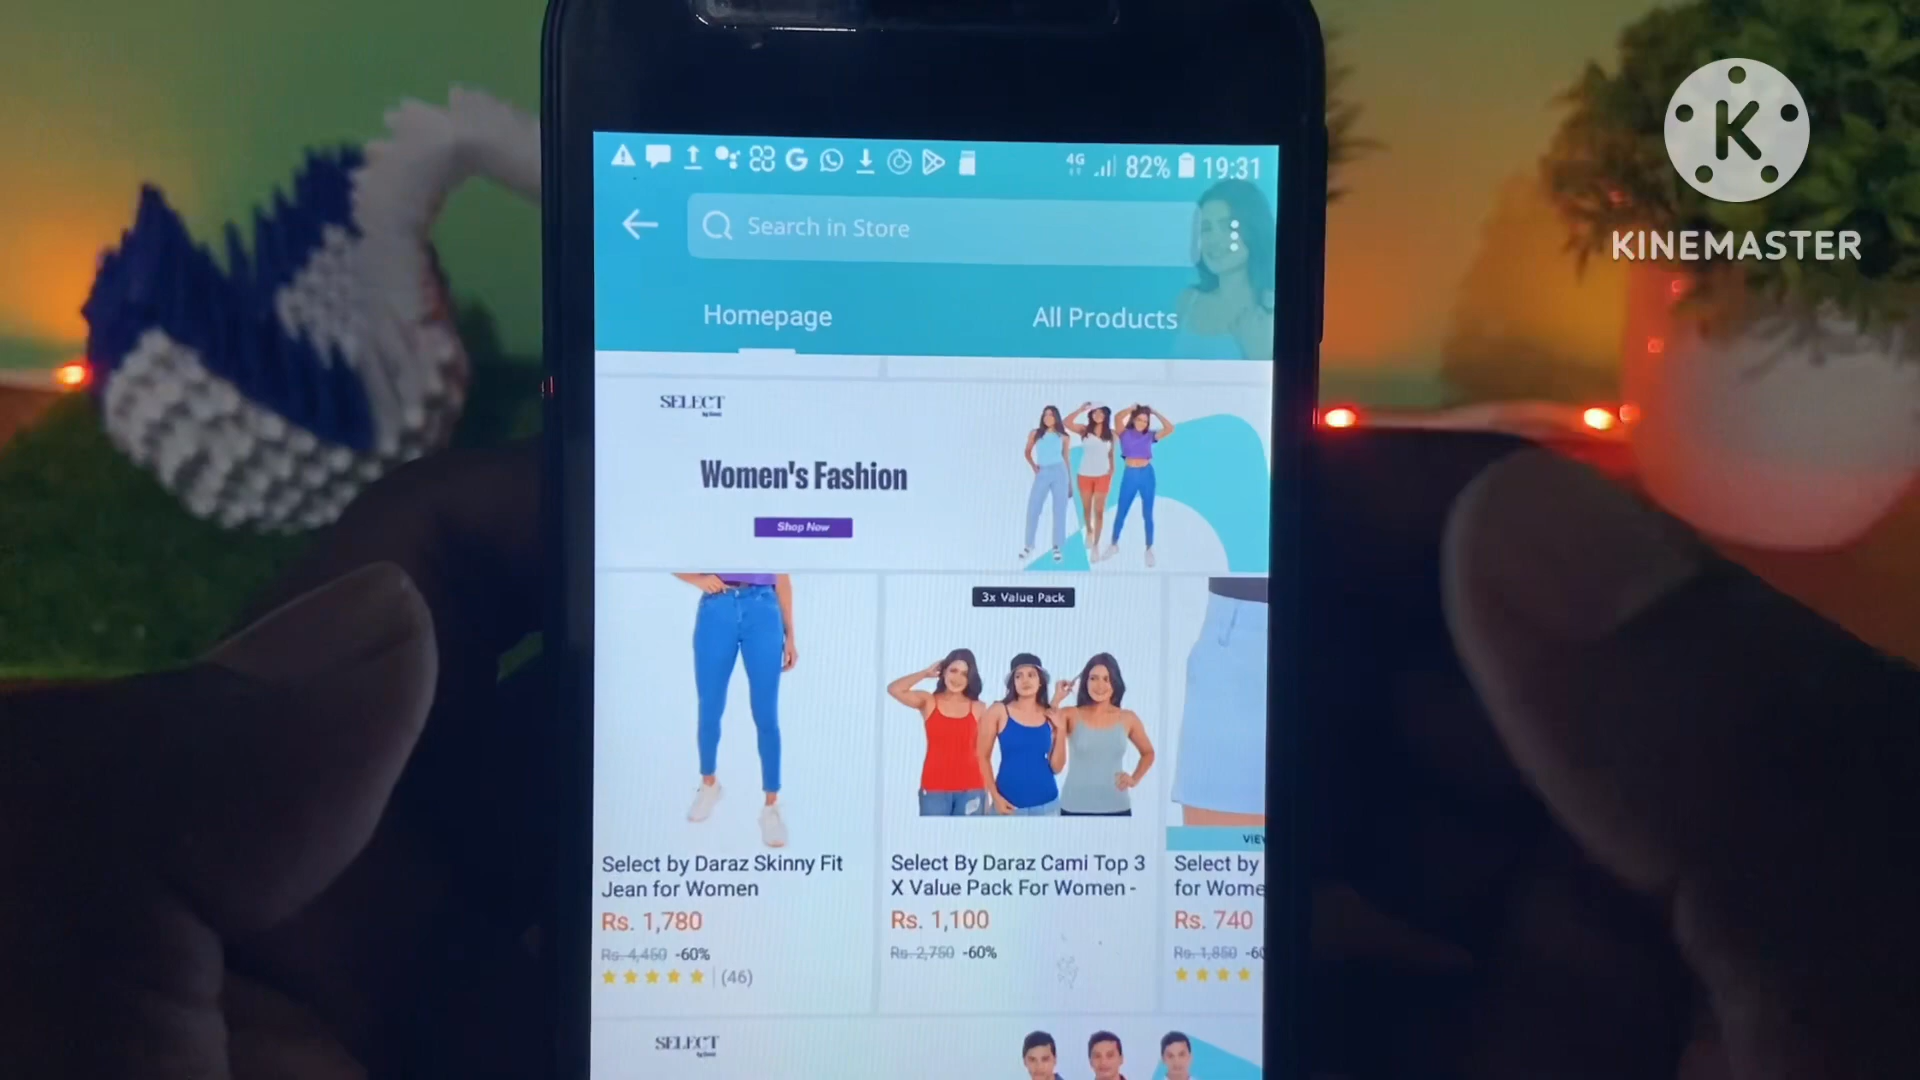 4G 82% 19:31
Search in Store
K
KINEMASTER
Homepage
All Products
SELECT
Women's Fashion
Shop Now
3x Value Pack
VIE
Select by Daraz Skinny Fit
Jean for Women
Rs. 1,780
Rs. 4,450 -60%
(46)
Select By Daraz Cami Top 3
X Value Pack For Women -
Rs. 1,100
Rs. 2,750 -60%
Select by
for Wome
Rs. 740
Rs. 1,850 -60
SELECT